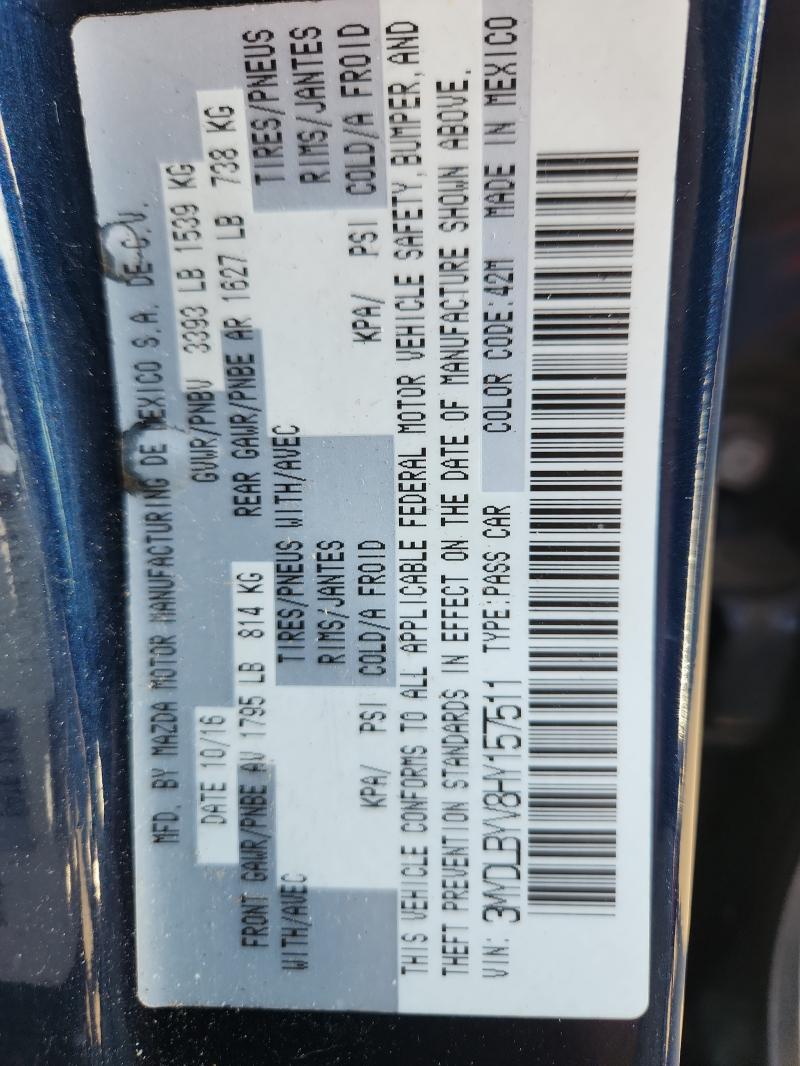 MFD. BY MAZDA MOTOR MANUFACTURING DE MEXICO S.A. DE C.V.
DATE 10/16 GVWR/PNBV 3393 LB 1539 KG
FRONT GAWR/PNBE AV 1795 LB 814 KG REAR GAWR/PNBE AR 1627 LB 738 KG
WITH/AVEC TIRES/PNEUS WITH/AVEC TIRES/PNEUS
RIMS/JANTES RIMS/JANTES
KPA/ PSI COLD/A FROID KPA/ PSI COLD/A FROID
THIS VEHICLE CONFORMS TO ALL APPLICABLE FEDERAL MOTOR VEHICLE SAFETY, BUMPER, AND
THEFT PREVENTION STANDARDS IN EFFECT ON THE DATE OF MANUFACTURE SHOWN ABOVE.
VIN: 3MYDLBYV8HY157511 TYPE:PASS CAR COLOR CODE:42M MADE IN MEXICO